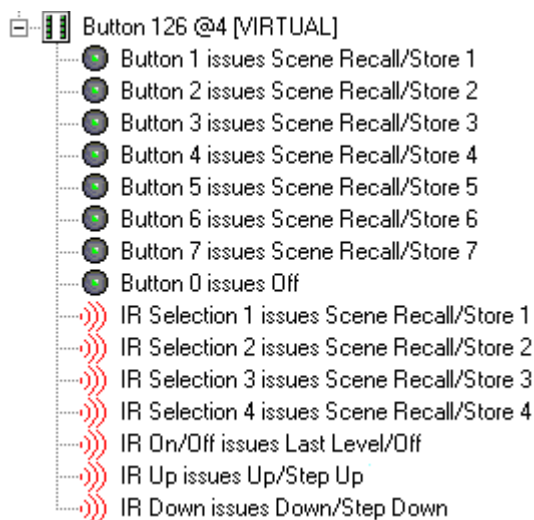 Button 126 @4 [VIRTUAL]
Button 1 issues Scene Recall/Store 1
Button 2 issues Scene Recall/Store 2
Button 3 issues Scene Recall/Store 3
Button 4 issues Scene Recall/Store 4
Button 5 issues Scene Recall/Store 5
Button 6 issues Scene Recall/Store 6
Button 7 issues Scene Recall/Store 7
Button 0 issues Off
IR Selection 1 issues Scene Recall/Store 1
IR Selection 2 issues Scene Recall/Store 2
IR Selection 3 issues Scene Recall/Store 3
IR Selection 4 issues Scene Recall/Store 4
IR On/Off issues Last Level/Off
IR Up issues Up/Step Up
IR Down issues Down/Step Down